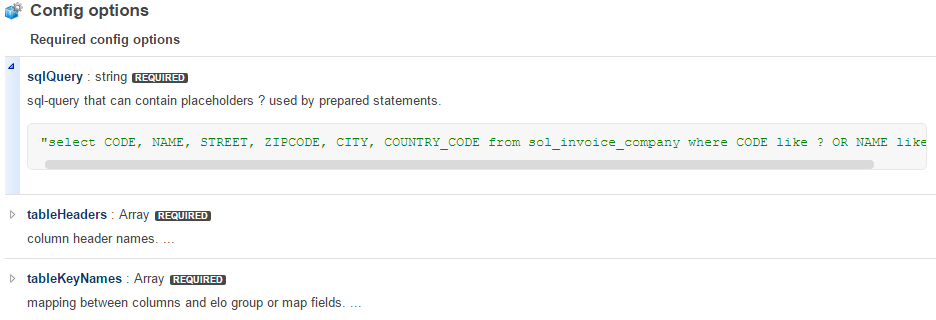 Config options
Required config options
sqlQuery : string REQUIRED
sql-query that can contain placeholders ? used by prepared statements.
"select CODE, NAME, STREET, ZIPCODE, CITY, COUNTRY_CODE from sol_invoice_company where CODE like ? OR NAME like
tableHeaders : Array REQUIRED
column header names. ...
tableKeyNames : Array REQUIRED
mapping between columns and elo group or map fields. ...